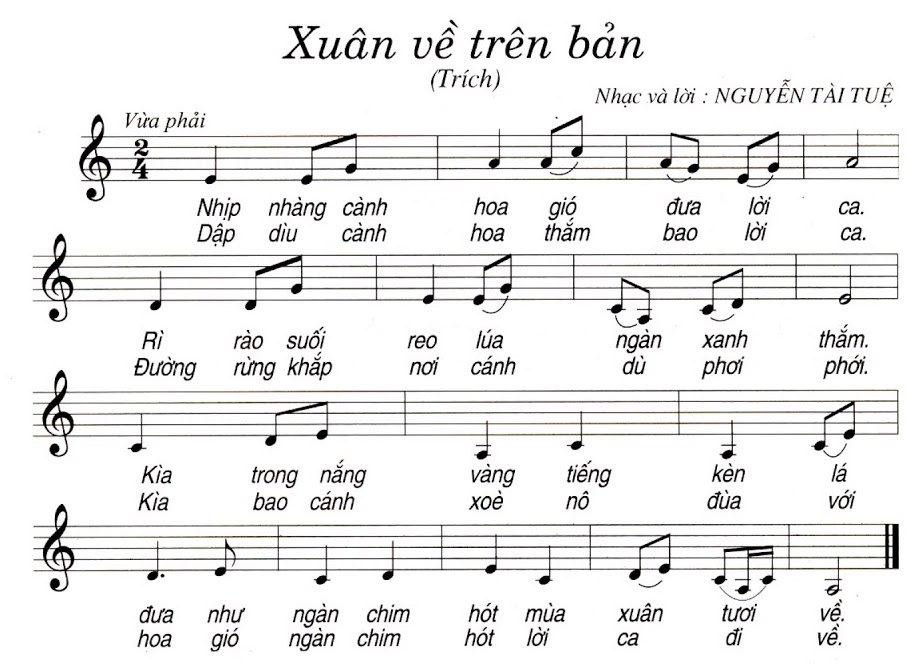 Xuân về trên bản
(Trích)
Nhạc và lời : NGUYỄN TÀI TUỆ
Vừa phải
2
4
Nhịp nhàng cành hoa gió đưa lời ca.
Dập dìu cành hoa thắm bao lời ca.
Rì rào suối reo lúa ngàn xanh thắm.
Đường rừng khắp nơi cánh dù phơi phới.
Kìa trong nắng vàng tiếng kèn lá
Kìa bao cánh xoè nô đùa với
đưa như ngàn chim hót mùa xuân tươi về.
hoa gió ngàn chim hót lời ca đi về.